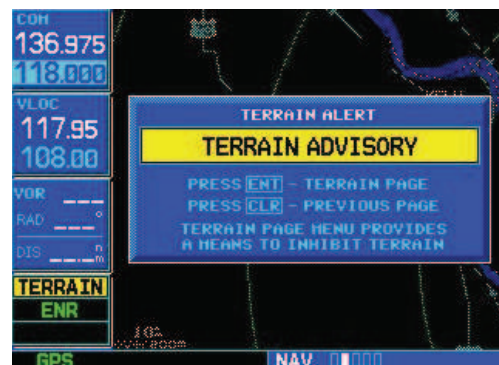 COM
136.975
118.000
VLOC
117.95
108.00
VOR
RAD
DIS
TERRAIN
ENR
GPS
TERRAIN ALERT
TERRAIN ADVISORY
PRESS ENT - TERRAIN PAGE
PRESS CLR - PREVIOUS PAGE
TERRAIN PAGE MENU PROVIDES
A MEANS TO INHIBIT TERRAIN
NAV